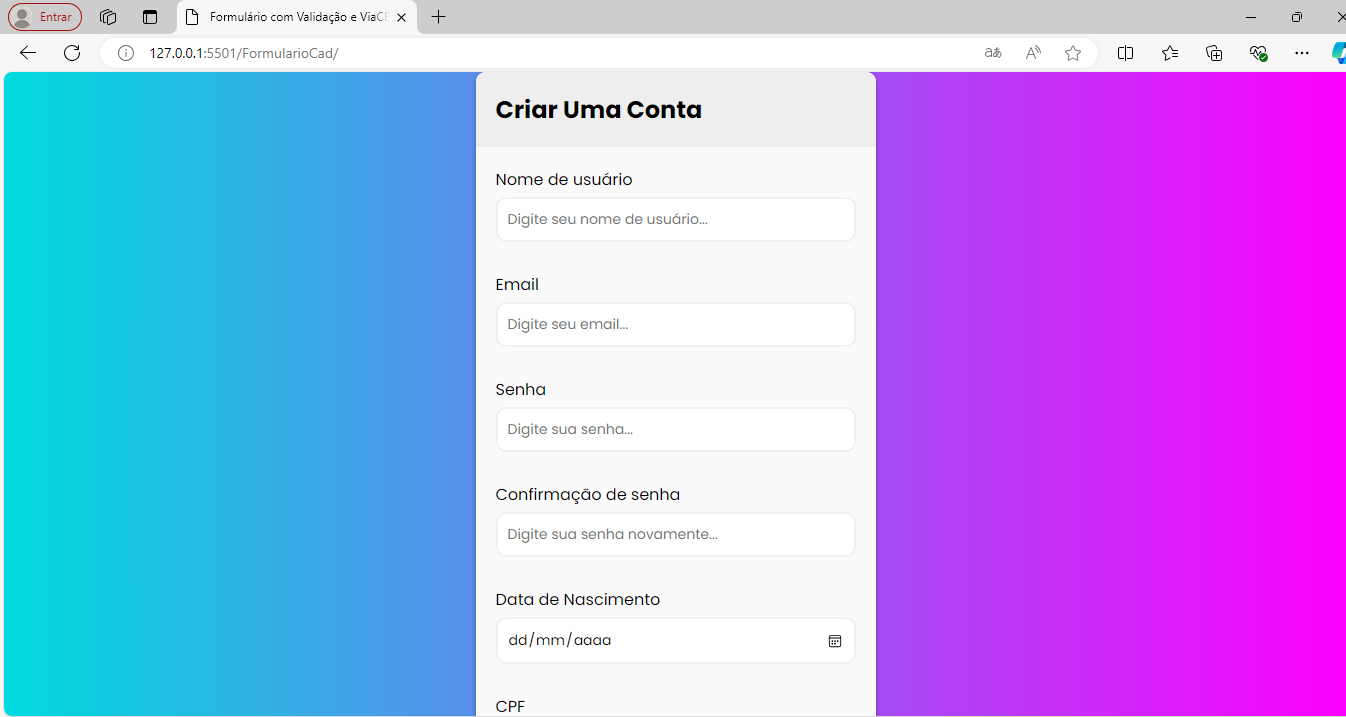 Entrar
Formulário com Validação e ViaCE
127.0.0.1:5501/FormularioCad/
Criar Uma Conta
Nome de usuário
Digite seu nome de usuário...
Email
Digite seu email...
Senha
Digite sua senha...
Confirmação de senha
Digite sua senha novamente...
Data de Nascimento
dd/mm/aaaa
CPF